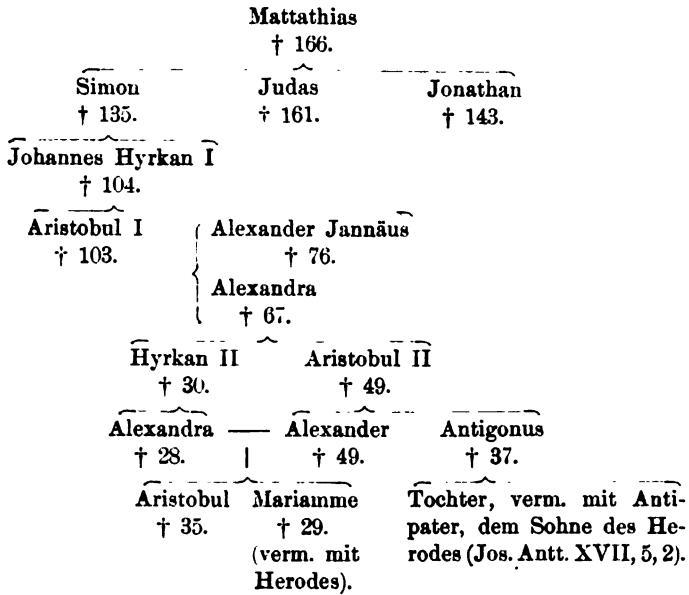 Mattathias
† 166.
Simon Judas Jonathan
† 135. † 161. † 143.
Johannes Hyrkan I
† 104.
Aristobul I Alexander Jannäus
† 103. † 76.
Alexandra
† 67.
Hyrkan II Aristobul II
† 30. † 49.
Alexandra — Alexander Antigonus
† 28. † 49. † 37.
Aristobul Mariamme Tochter, verm. mit Anti-
† 35. † 29. pater, dem Sohne des He-
(verm. mit rodes (Jos. Antt. XVII, 5, 2).
Herodes).